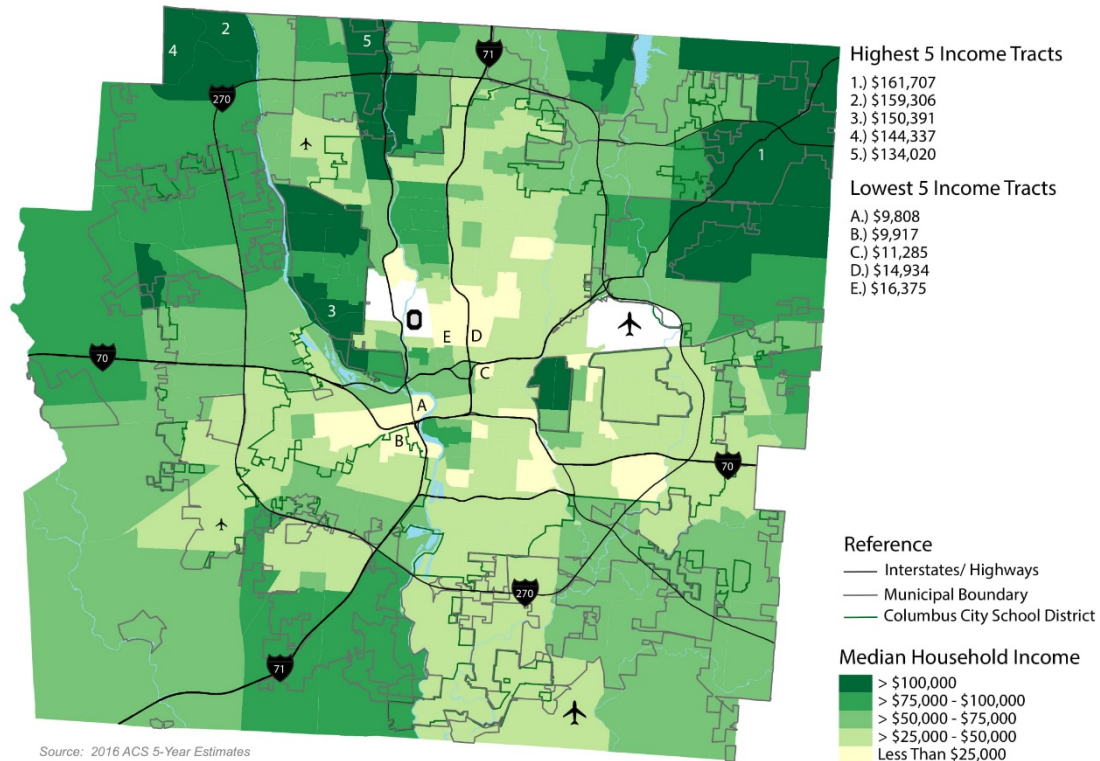 2
4
5
71
270
1
3
E
D
C
A
B
70
70
270
71
Highest 5 Income Tracts
1.) $161,707
2.) $159,306
3.) $150,391
4.) $144,337
5.) $134,020
Lowest 5 Income Tracts
A.) $9,808
B.) $9,917
C.) $11,285
D.) $14,934
E.) $16,375
Reference
Interstates/ Highways
Municipal Boundary
Columbus City School District
Median Household Income
> $100,000
> $75,000 - $100,000
> $50,000 - $75,000
> $25,000 - $50,000
Less Than $25,000
Source: 2016 ACS 5-Year Estimates